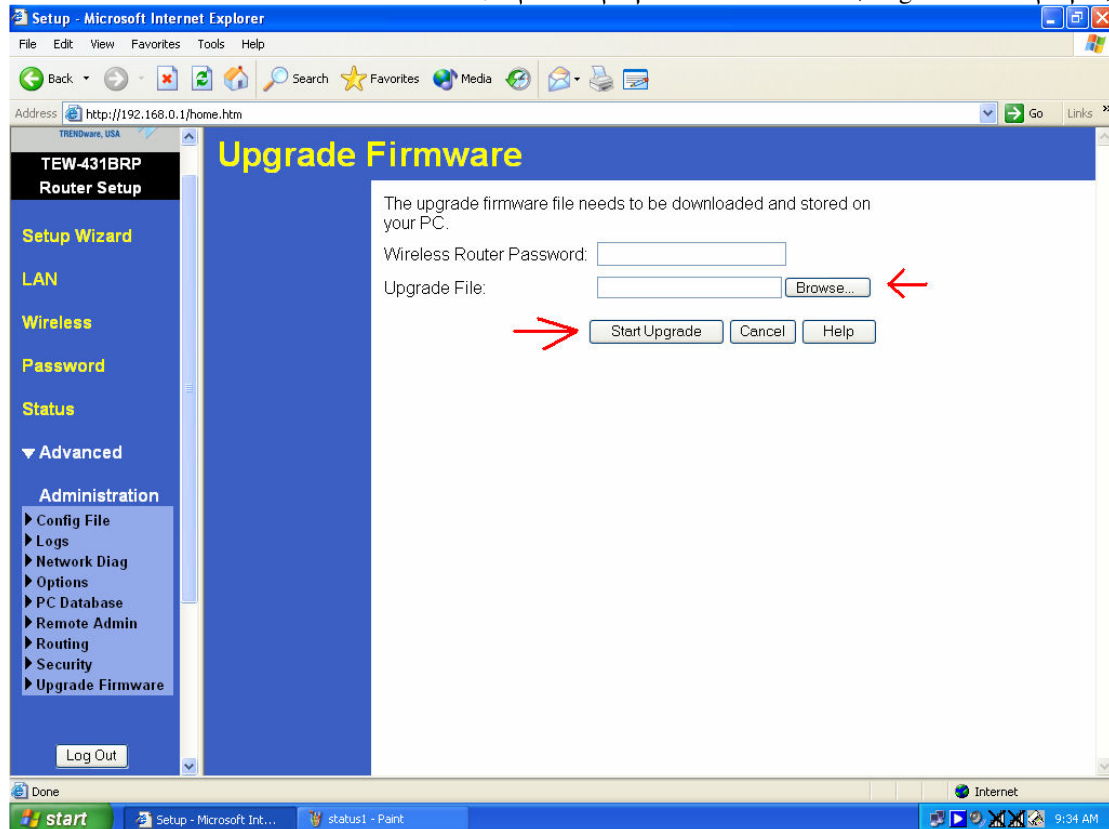 Setup - Microsoft Internet Explorer
File Edit View Favorites Tools Help
Back Search Favorites Media
Address http://192.168.0.1/home.htm Go Links »
TRENDware, USA
TEW-431BRP
Router Setup
Setup Wizard
LAN
Wireless
Password
Status
Advanced
Administration
Config File
Logs
Network Diag
Options
PC Database
Remote Admin
Routing
Security
Upgrade Firmware
Log Out
Upgrade Firmware
The upgrade firmware file needs to be downloaded and stored on
your PC.
Wireless Router Password:
Upgrade File: Browse...
Start Upgrade Cancel Help
Done Internet
start Setup - Microsoft Int... status1 - Paint 9:34 AM